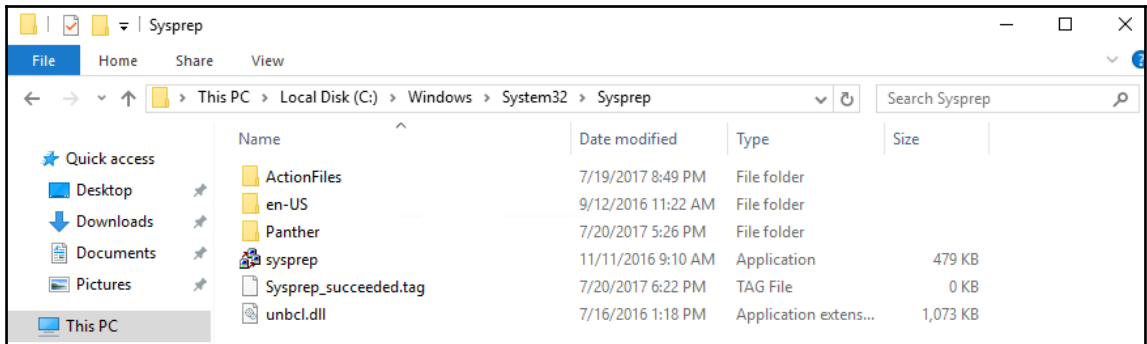 Sysprep
File Home Share View
This PC > Local Disk (C:) > Windows > System32 > Sysprep Search Sysprep
Name Date modified Type Size
Quick access
Desktop
Downloads
Documents
Pictures
This PC
ActionFiles 7/19/2017 8:49 PM File folder
en-US 9/12/2016 11:22 AM File folder
Panther 7/20/2017 5:26 PM File folder
sysprep 11/11/2016 9:10 AM Application 479 KB
Sysprep_succeeded.tag 7/20/2017 6:22 PM TAG File 0 KB
unbcl.dll 7/16/2016 1:18 PM Application extens... 1,073 KB